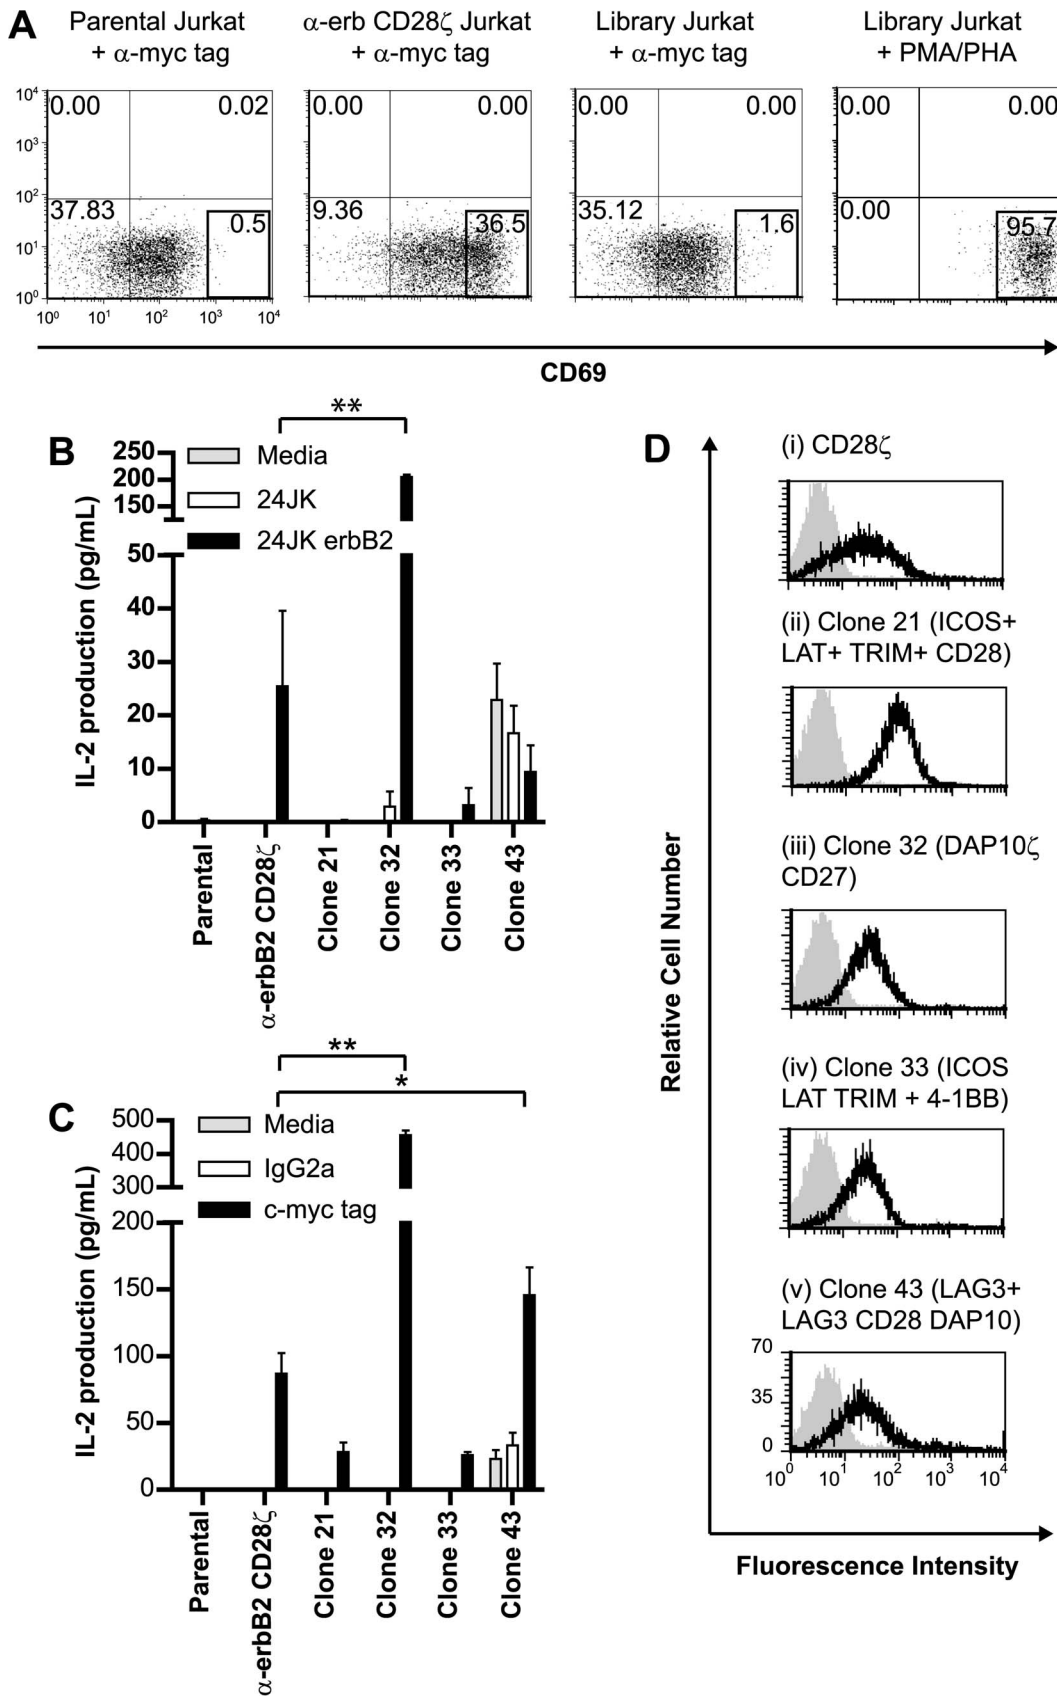 A
Parental Jurkat
+ α-myc tag
α-erb CD28ζ Jurkat
+ α-myc tag
Library Jurkat
+ α-myc tag
Library Jurkat
+ PMA/PHA
10⁴
10³
10²
10¹
10⁰
0.00
0.02
37.83
0.5
10⁰
10¹
10²
10³
10⁴
0.00
0.00
9.36
36.5
0.00
0.00
35.12
1.6
0.00
0.00
0.00
95.7
CD69
B
**
IL-2 production (pg/mL)
250
200
150
50
40
30
20
10
0
Media
24JK
24JK erbB2
Parental
α-erbB2 CD28ζ
Clone 21
Clone 32
Clone 33
Clone 43
C
**
*
IL-2 production (pg/mL)
500
400
300
200
150
100
50
0
Media
IgG2a
c-myc tag
Parental
α-erbB2 CD28ζ
Clone 21
Clone 32
Clone 33
Clone 43
D
Relative Cell Number
(i) CD28ζ
(ii) Clone 21 (ICOS+
LAT+ TRIM+ CD28)
(iii) Clone 32 (DAP10ζ
CD27)
(iv) Clone 33 (ICOS
LAT TRIM + 4-1BB)
(v) Clone 43 (LAG3+
LAG3 CD28 DAP10)
70
35
0
10⁰
10¹
10²
10³
10⁴
Fluorescence Intensity